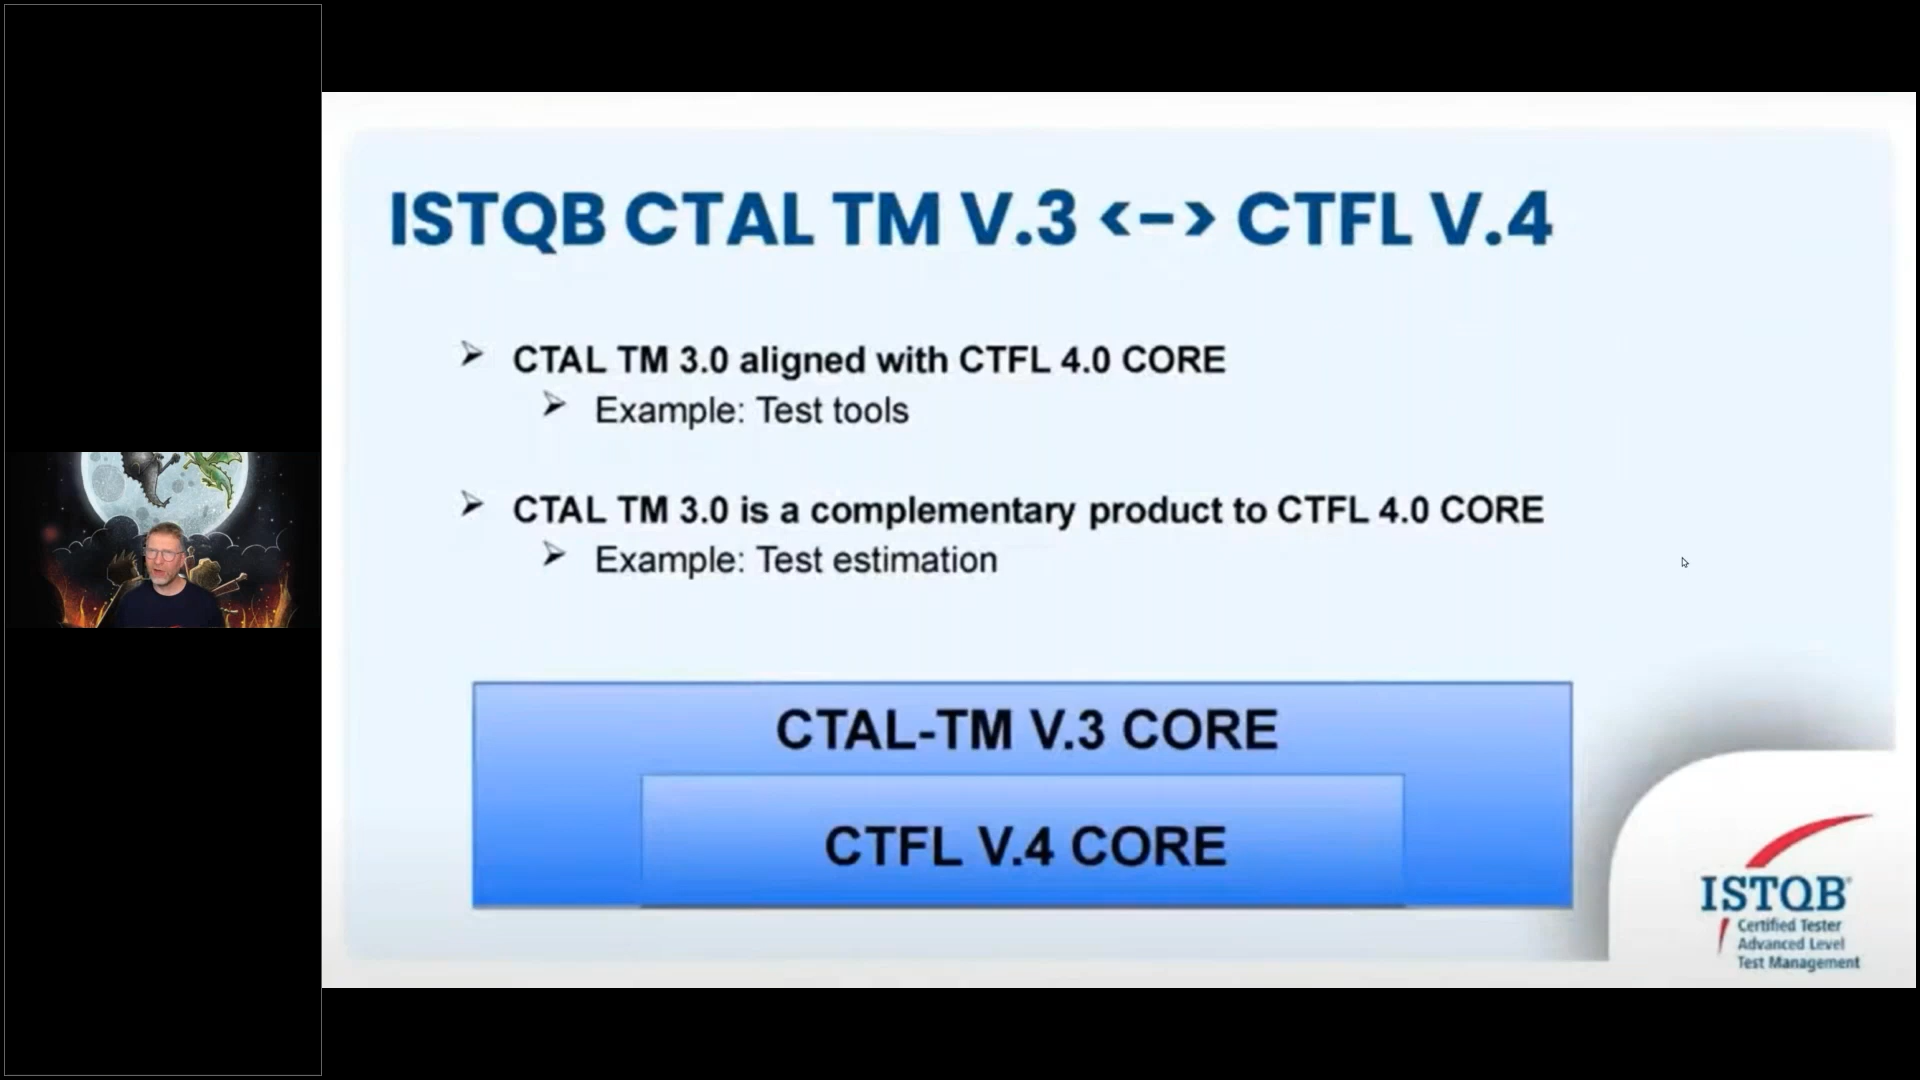 ISTQB CTAL TM V.3 <-> CTFL V.4
CTAL TM 3.0 aligned with CTFL 4.0 CORE
Example: Test tools
CTAL TM 3.0 is a complementary product to CTFL 4.0 CORE
Example: Test estimation
CTAL-TM V.3 CORE
CTFL V.4 CORE
ISTQB®
Certified Tester
Advanced Level
Test Management